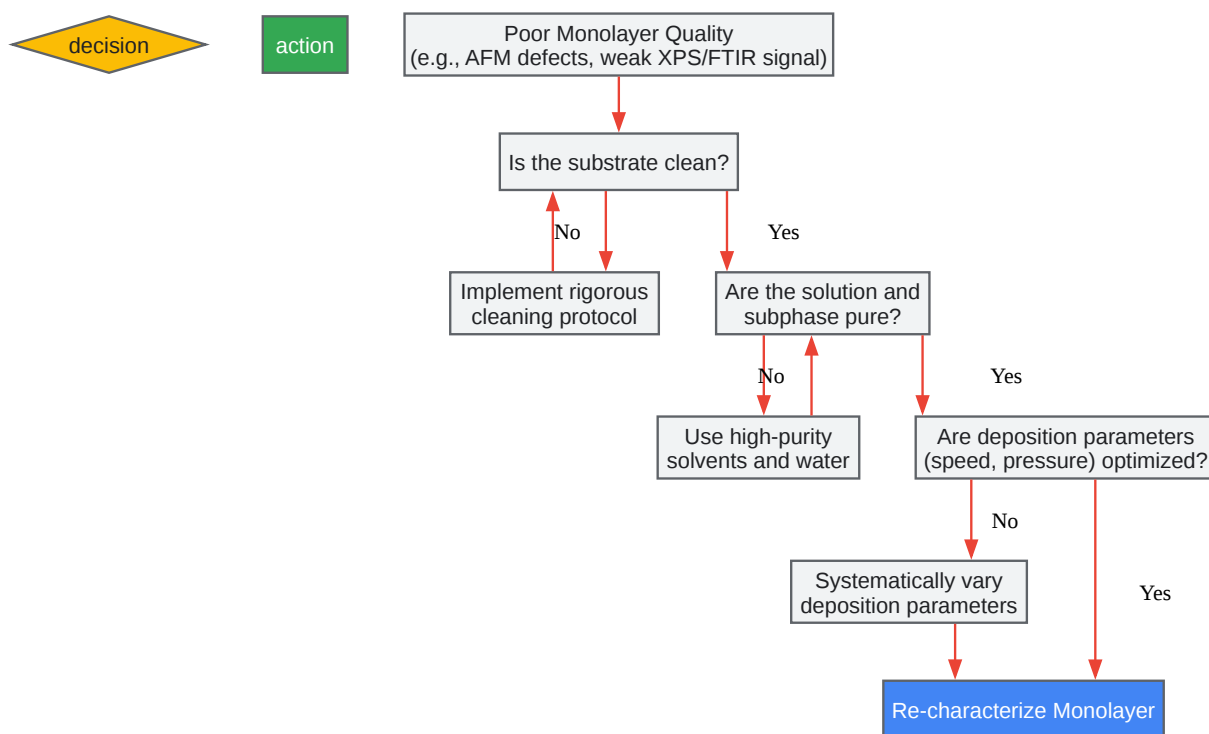 decision
action
Poor Monolayer Quality
(e.g., AFM defects, weak XPS/FTIR signal)
Is the substrate clean?
No
Yes
Implement rigorous
cleaning protocol
Are the solution and
subphase pure?
No
Yes
Use high-purity
solvents and water
Are deposition parameters
(speed, pressure) optimized?
No
Systematically vary
deposition parameters
Yes
Re-characterize Monolayer